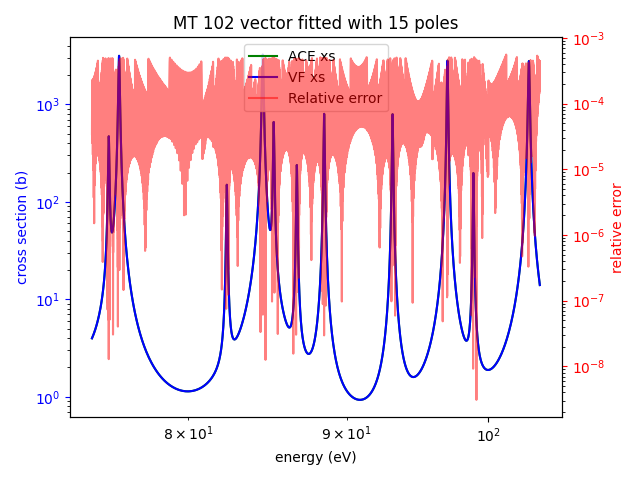 MT 102 vector fitted with 15 poles
ACE xs
VF xs
Relative error
cross section (b)
10³
10²
10¹
10⁰
10⁻³
10⁻⁴
10⁻⁵
10⁻⁶
10⁻⁷
10⁻⁸
relative error
8 × 10¹
9 × 10¹
10²
energy (eV)